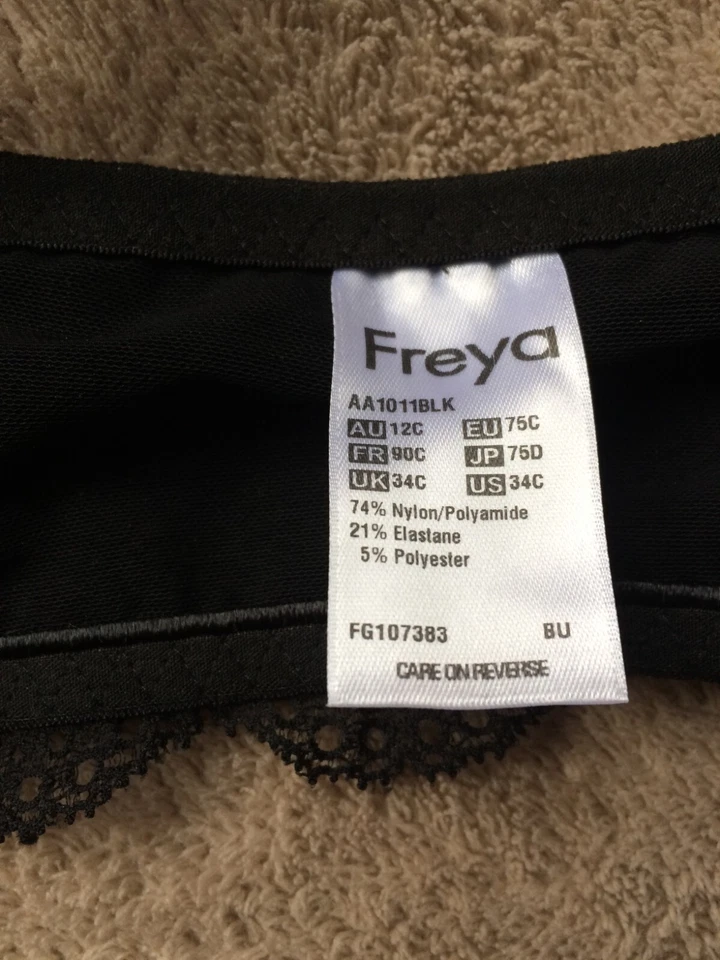 Freya
AA1011BLK
AU 12C EU 75C
FR 90C JP 75D
UK 34C US 34C
74% Nylon/Polyamide
21% Elastane
5% Polyester
FG107383 BU
CARE ON REVERSE